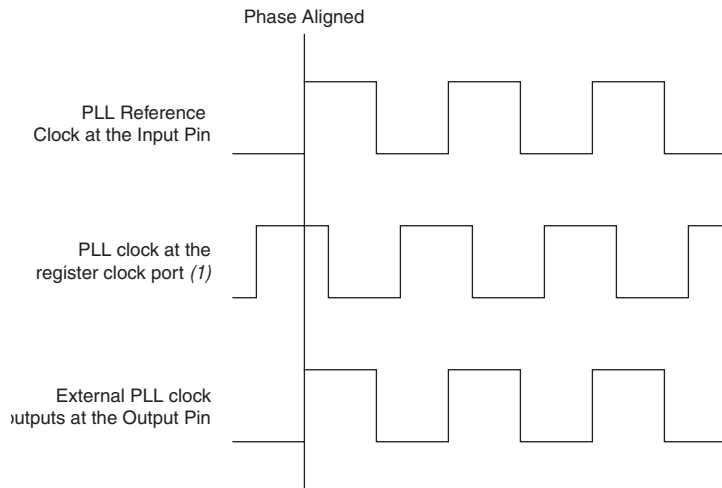 Phase Aligned
PLL Reference
Clock at the Input Pin
PLL clock at the
register clock port (1)
External PLL clock
outputs at the Output Pin